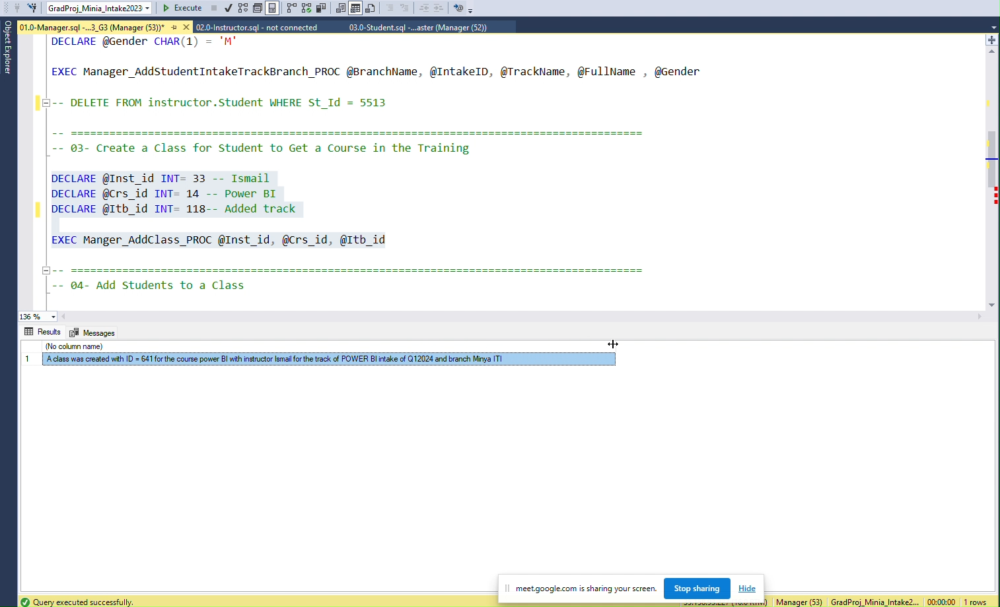 GradProj_Minia_Intake2023
Execute
Object Explorer
01.0-Manager.sql -...3_G3 (Manager (53))*
02.0-Instructor.sql - not connected
03.0-Student.sql -...aster (Manager (52))
DECLARE @Gender CHAR(1) = 'M'
EXEC Manager_AddStudentIntakeTrackBranch_PROC @BranchName, @IntakeID, @TrackName, @FullName , @Gender
-- DELETE FROM instructor.Student WHERE St_Id = 5513
-- =========================================================================================
-- 03- Create a Class for Student to Get a Course in the Training
DECLARE @Inst_id INT= 33 -- Ismail
DECLARE @Crs_id INT= 14 -- Power BI
DECLARE @Itb_id INT= 118-- Added track
EXEC Manger_AddClass_PROC @Inst_id, @Crs_id, @Itb_id
-- =========================================================================================
-- 04- Add Students to a Class
136 %
Results
Messages
(No column name)
1 A class was created with ID = 641 for the course power BI with instructor Ismail for the track of POWER BI intake of Q12024 and branch Minya ITI
meet.google.com is sharing your screen.
Stop sharing
Hide
Query executed successfully.
Manager (53)
GradProj_Minia_Intake2...
00:00:00
1 rows